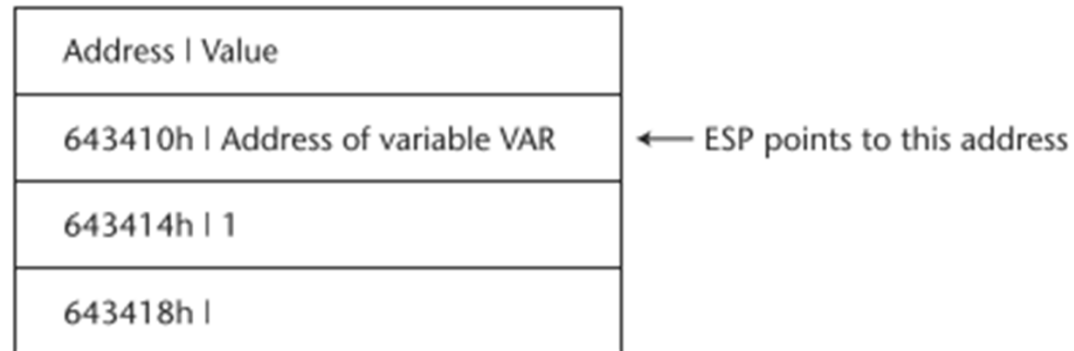 Address | Value
643410h | Address of variable VAR
ESP points to this address
643414h | 1
643418h |